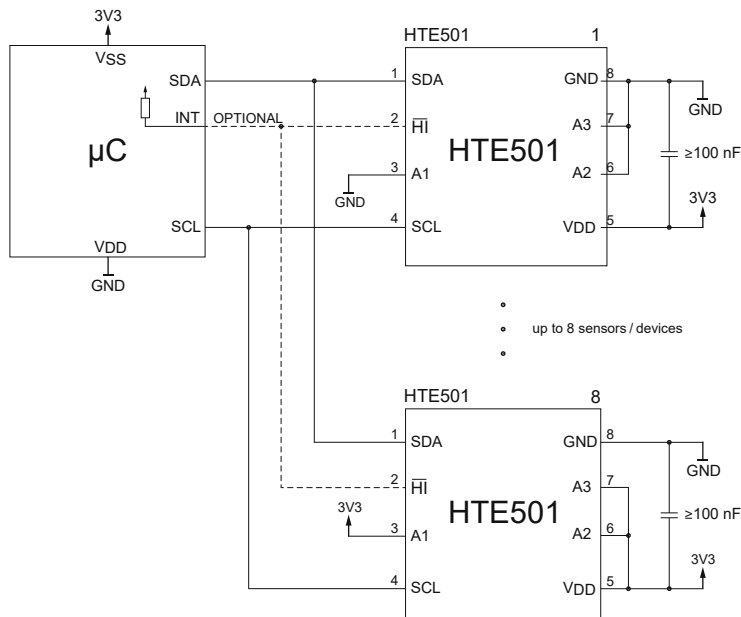 3V3
VSS
SDA
INT
OPTIONAL
µC
SCL
VDD
GND
HTE501 1
1 SDA
2 HI
3 A1
GND
4 SCL
HTE501
GND 8
GND
A3 7
A2 6
≥100 nF
3V3
VDD 5
up to 8 sensors / devices
HTE501 8
1 SDA
2 HI
3V3
3 A1
4 SCL
HTE501
GND 8
GND
A3 7
A2 6
≥100 nF
3V3
VDD 5